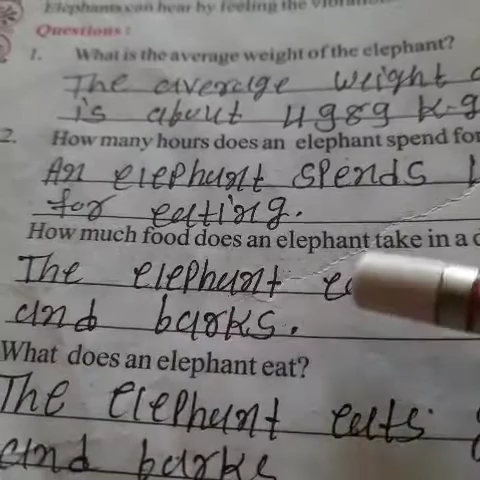 Elephants can hear by feeling the
Questions :
1. What is the average weight of the elephant?
The average weight
is about 4989 K.g
2. How many hours does an elephant spend for
An elephant spends
for eating.
How much food does an elephant take in a
The elephant
and barks.
What does an elephant eat?
The elephant eats
and barks